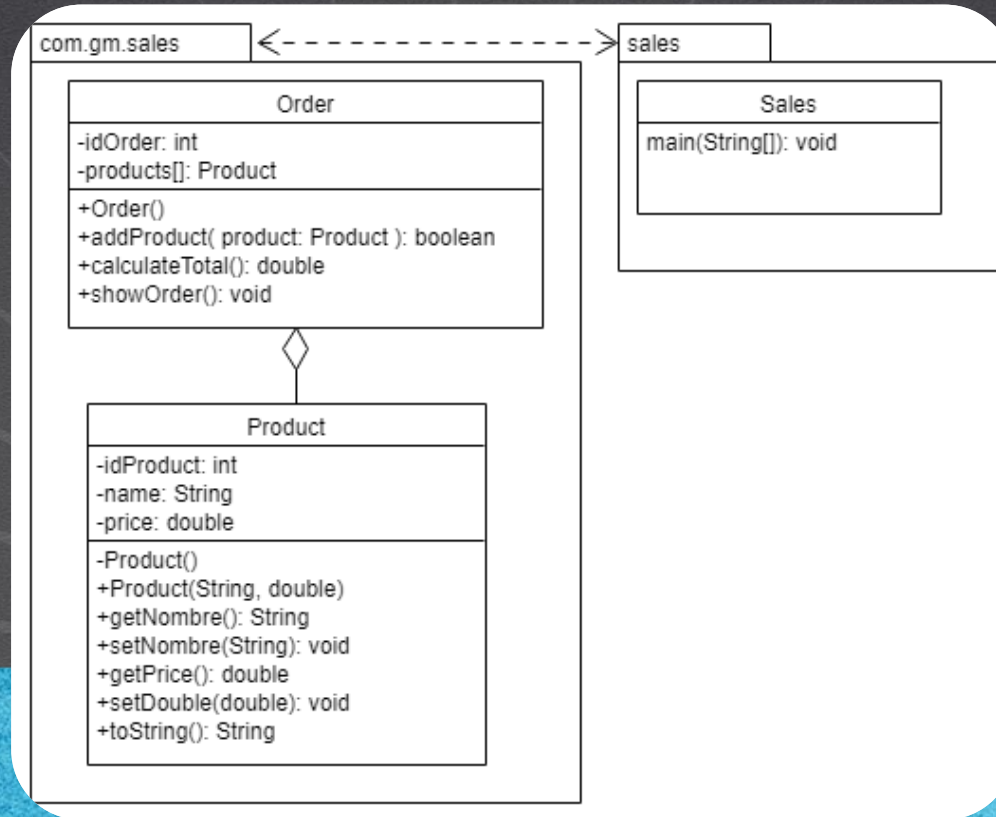 com.gm.sales
Order
-idOrder: int
-products[]: Product
+Order()
+addProduct( product: Product ): boolean
+calculateTotal(): double
+showOrder(): void
Product
-idProduct: int
-name: String
-price: double
-Product()
+Product(String, double)
+getNombre(): String
+setNombre(String): void
+getPrice(): double
+setDouble(double): void
+toString(): String
sales
Sales
main(String[]): void